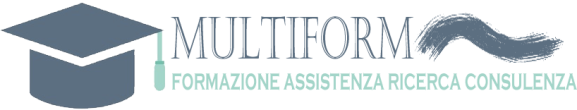 MULTIFORM
FORMAZIONE ASSISTENZA RICERCA CONSULENZA